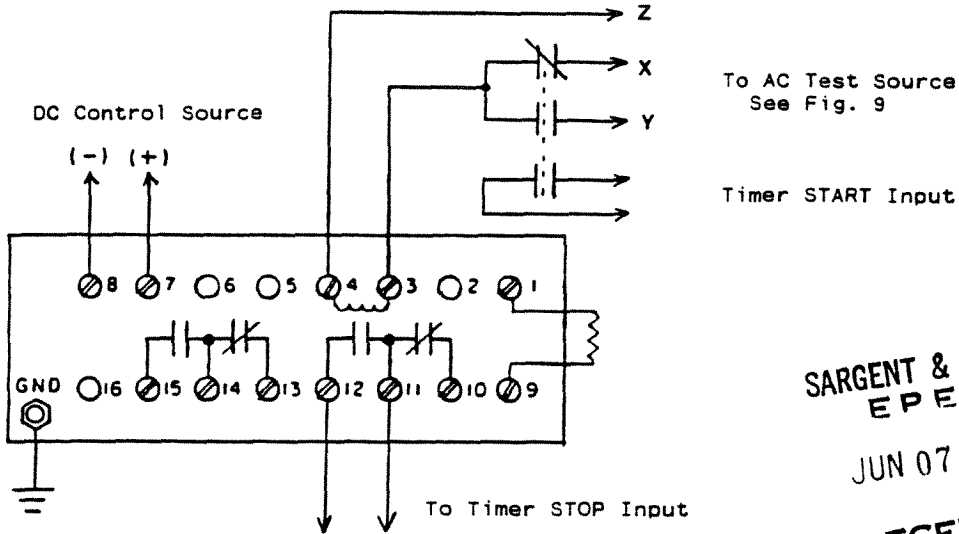 Z
X
To AC Test Source
See Fig. 9
DC Control Source
Y
(-) (+)
Timer START Input
8 7 6 5 4 3 2 1
GND 16 15 14 13 12 11 10 9
SARGENT &
EPE
JUN 07
To Timer STOP Input